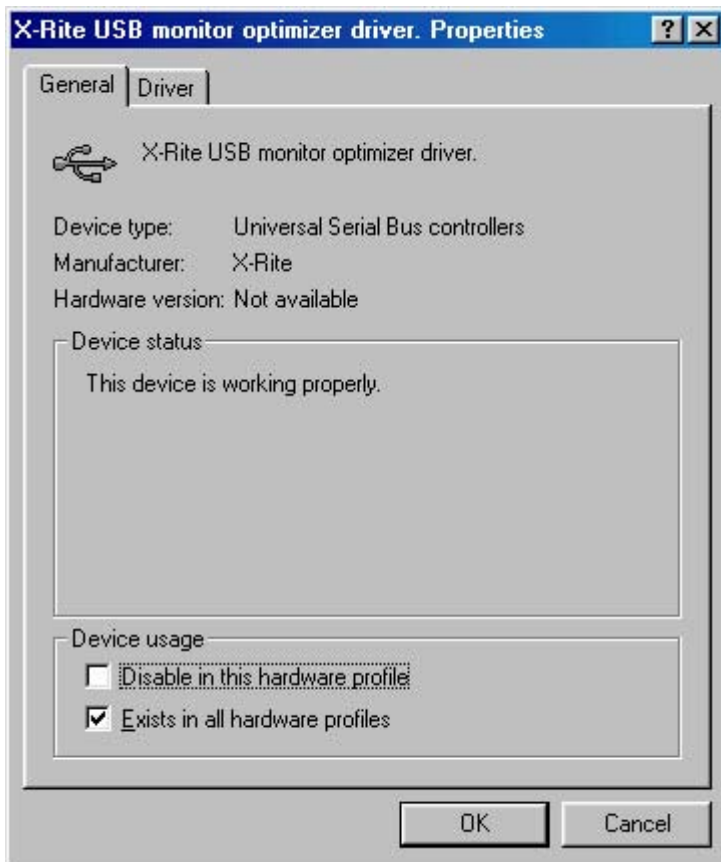 X-Rite USB monitor optimizer driver. Properties
General Driver
X-Rite USB monitor optimizer driver.
Device type: Universal Serial Bus controllers
Manufacturer: X-Rite
Hardware version: Not available
Device status
This device is working properly.
Device usage
Disable in this hardware profile
Exists in all hardware profiles
OK Cancel